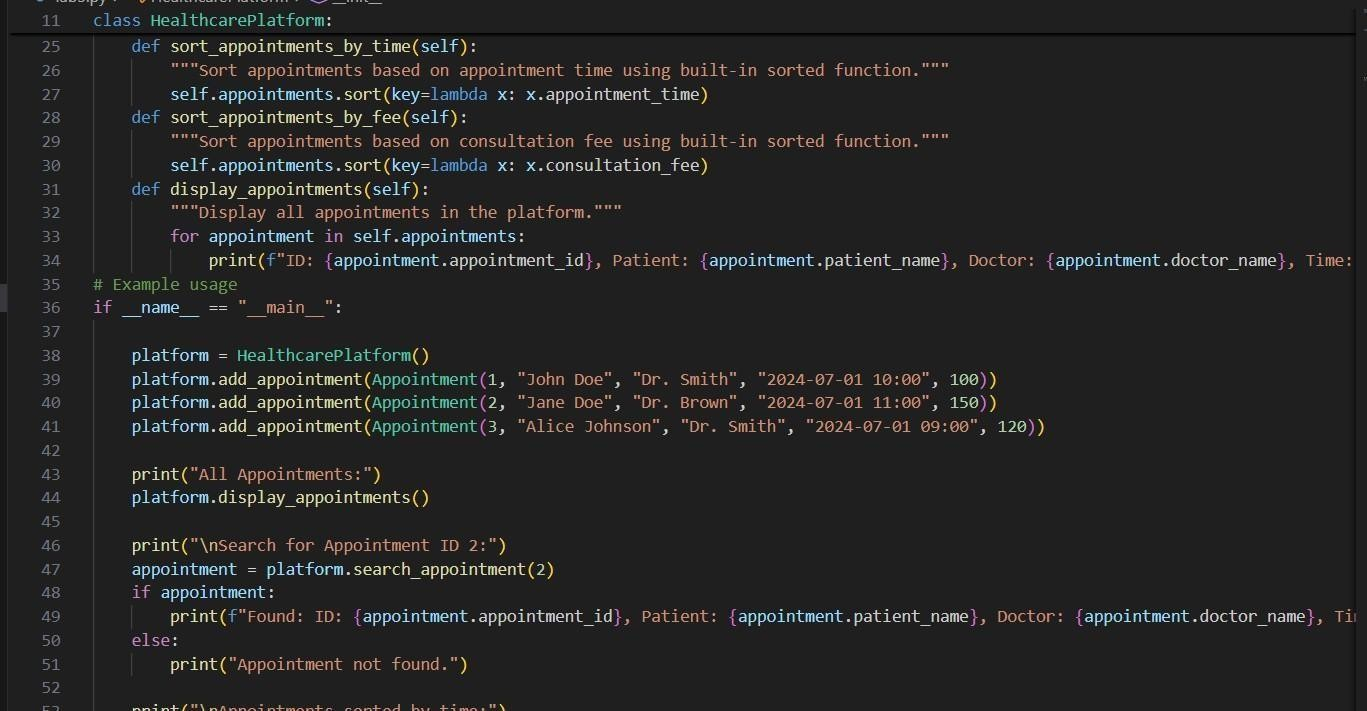 11 class HealthcarePlatform:
25     def sort_appointments_by_time(self):
26         """Sort appointments based on appointment time using built-in sorted function."""
27         self.appointments.sort(key=lambda x: x.appointment_time)
28     def sort_appointments_by_fee(self):
29         """Sort appointments based on consultation fee using built-in sorted function."""
30         self.appointments.sort(key=lambda x: x.consultation_fee)
31     def display_appointments(self):
32         """Display all appointments in the platform."""
33         for appointment in self.appointments:
34             print(f"ID: {appointment.appointment_id}, Patient: {appointment.patient_name}, Doctor: {appointment.doctor_name}, Time:
35 # Example usage
36 if __name__ == "__main__":
37
38     platform = HealthcarePlatform()
39     platform.add_appointment(Appointment(1, "John Doe", "Dr. Smith", "2024-07-01 10:00", 100))
40     platform.add_appointment(Appointment(2, "Jane Doe", "Dr. Brown", "2024-07-01 11:00", 150))
41     platform.add_appointment(Appointment(3, "Alice Johnson", "Dr. Smith", "2024-07-01 09:00", 120))
42
43     print("All Appointments:")
44     platform.display_appointments()
45
46     print("\nSearch for Appointment ID 2:")
47     appointment = platform.search_appointment(2)
48     if appointment:
49         print(f"Found: ID: {appointment.appointment_id}, Patient: {appointment.patient_name}, Doctor: {appointment.doctor_name}, Ti
50     else:
51         print("Appointment not found.")
52
53     print("\nAppointments sorted by time:")